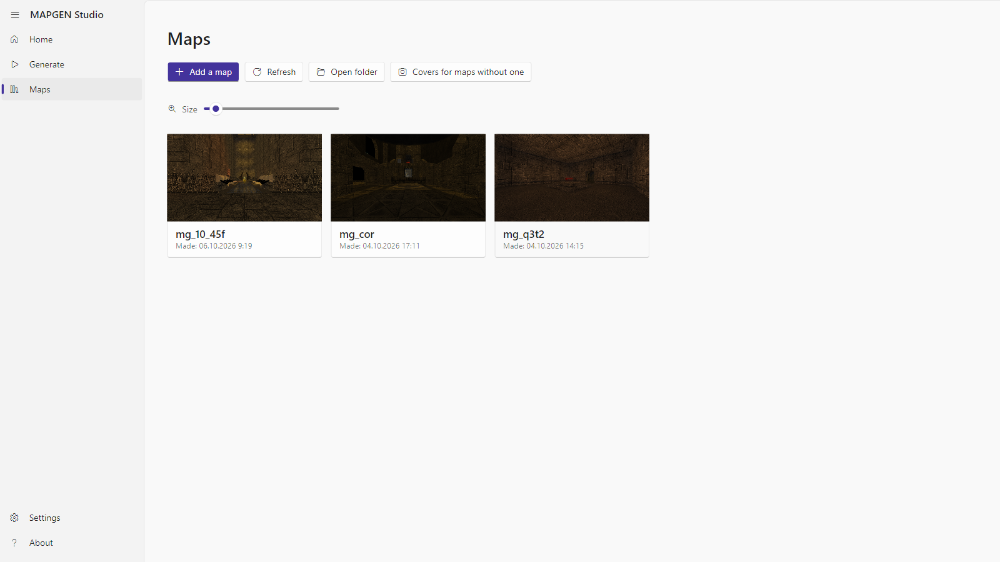 MAPGEN Studio
Home
Generate
Maps
Settings
About
Maps
Add a map
Refresh
Open folder
Covers for maps without one
Size
mg_10_45f
Made: 06.10.2026 9:19
mg_cor
Made: 04.10.2026 17:11
mg_q3t2
Made: 04.10.2026 14:15